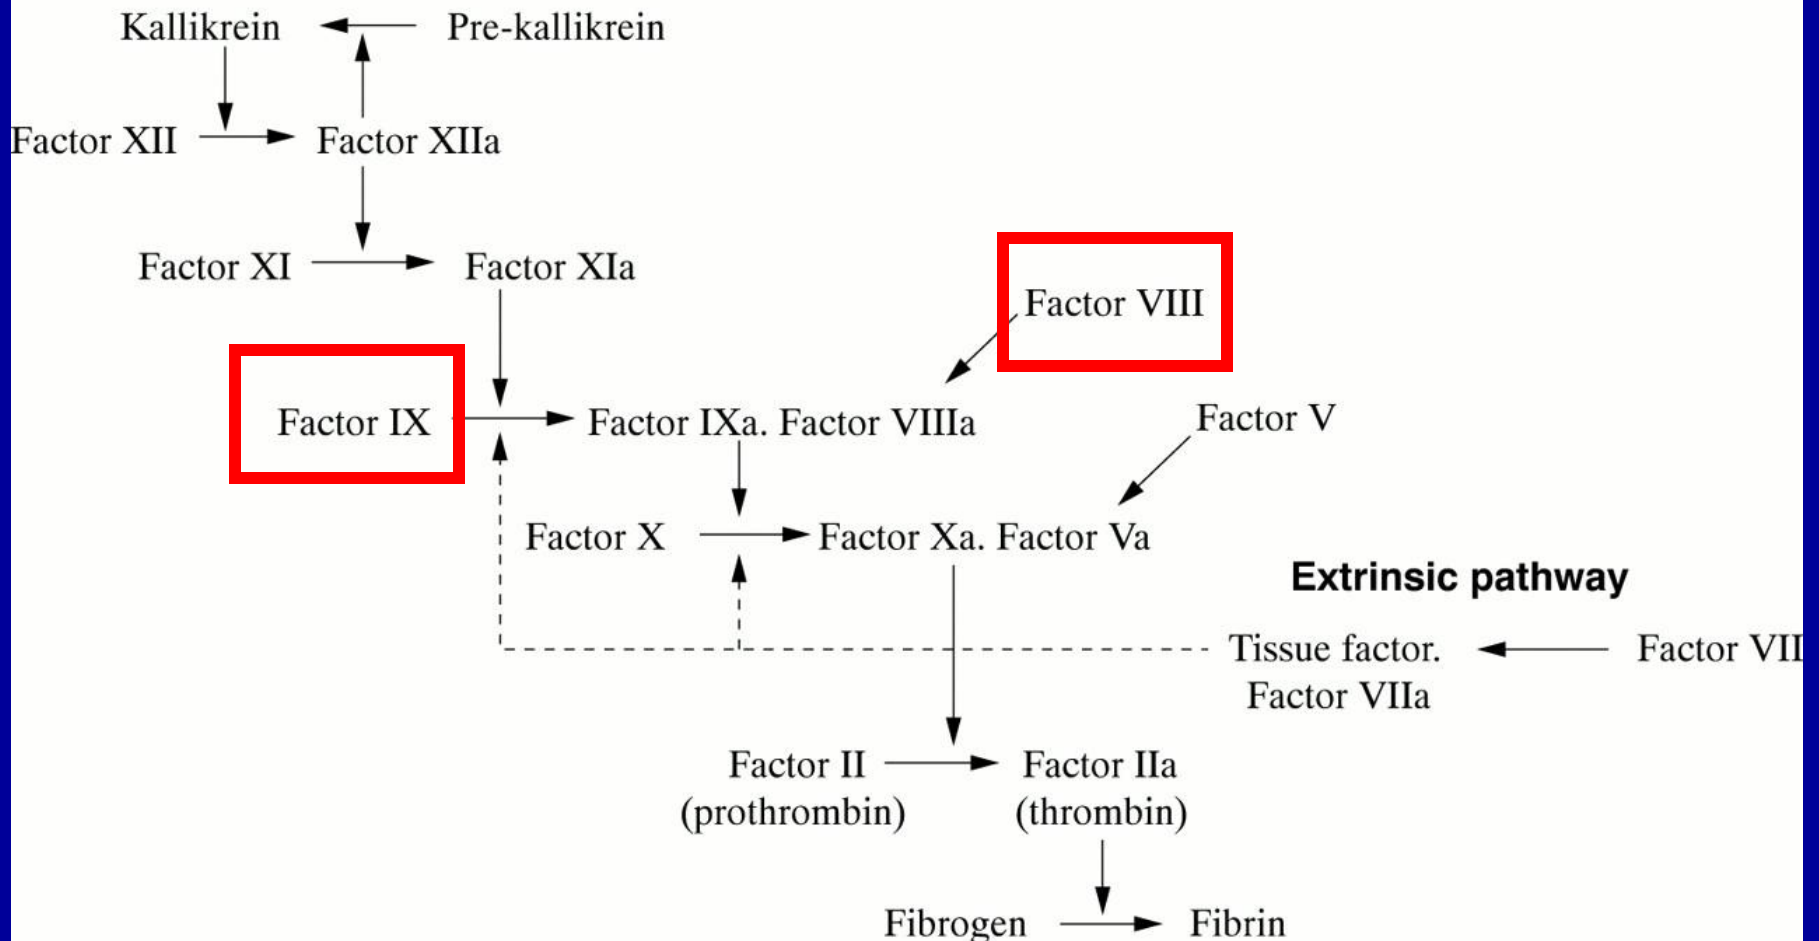 Kallikrein Pre-kallikrein
Factor XII Factor XIIa
Factor XI Factor XIa
Factor VIII
Factor IX Factor IXa. Factor VIIIa
Factor V
Factor X Factor Xa. Factor Va
Extrinsic pathway
Tissue factor. Factor VII
Factor VIIa
Factor II Factor IIa
(prothrombin) (thrombin)
Fibrogen Fibrin